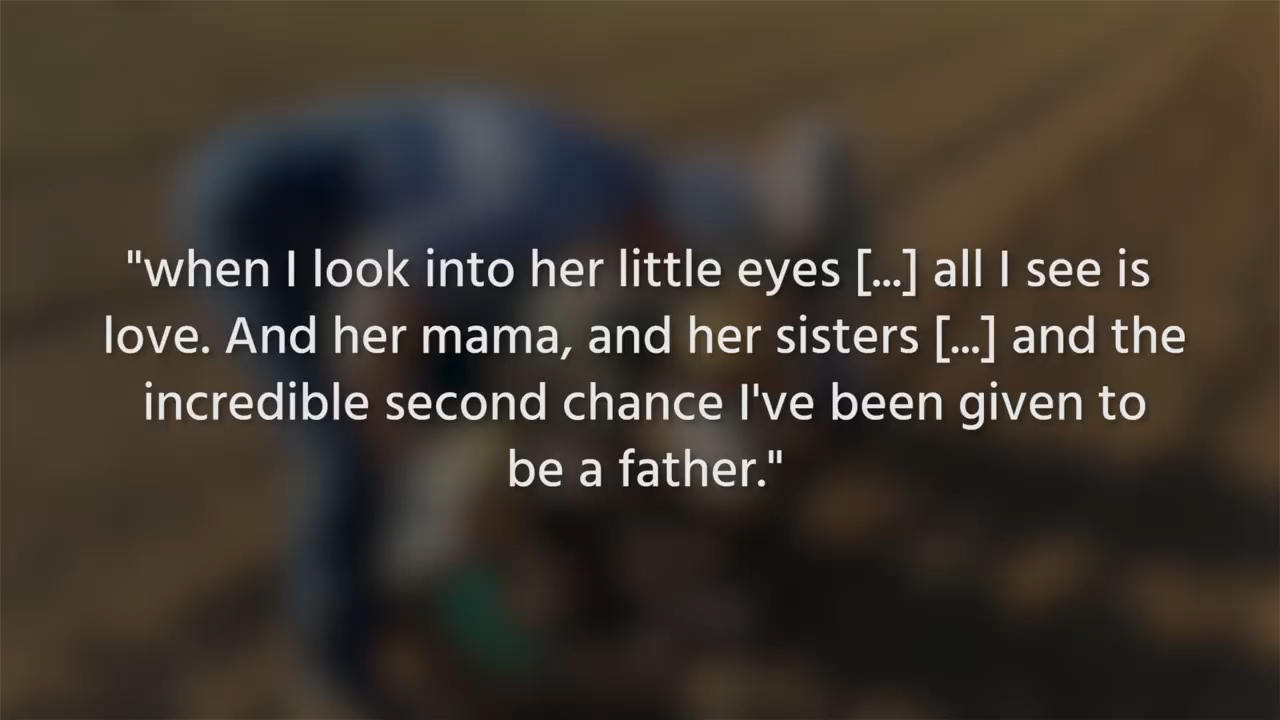 "when I look into her little eyes [...] all I see is
love. And her mama, and her sisters [...] and the
incredible second chance I've been given to
be a father."